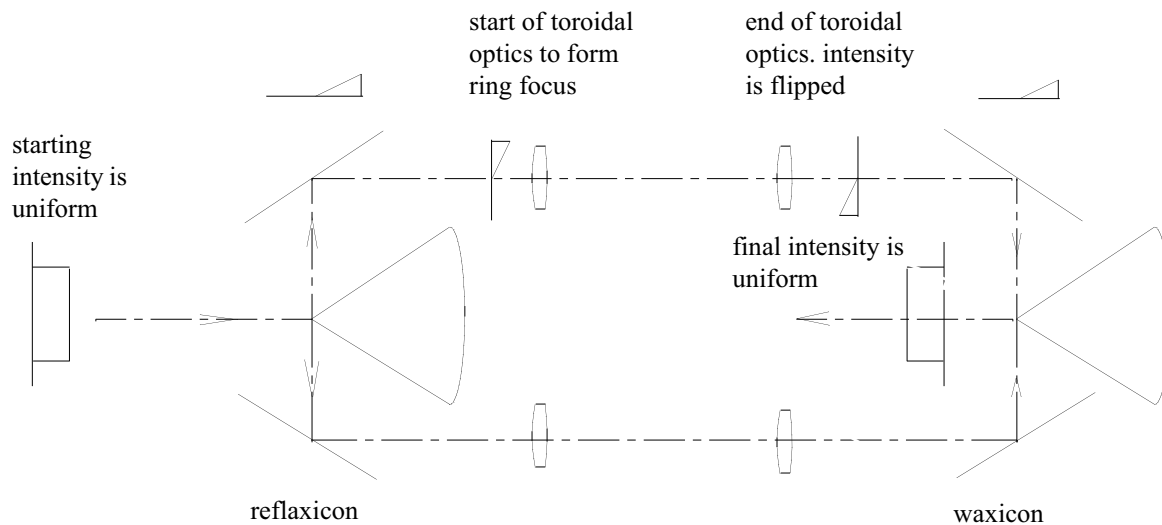 start of toroidal
optics to form
ring focus
end of toroidal
optics. intensity
is flipped
starting
intensity is
uniform
final intensity is
uniform
reflaxicon
waxicon